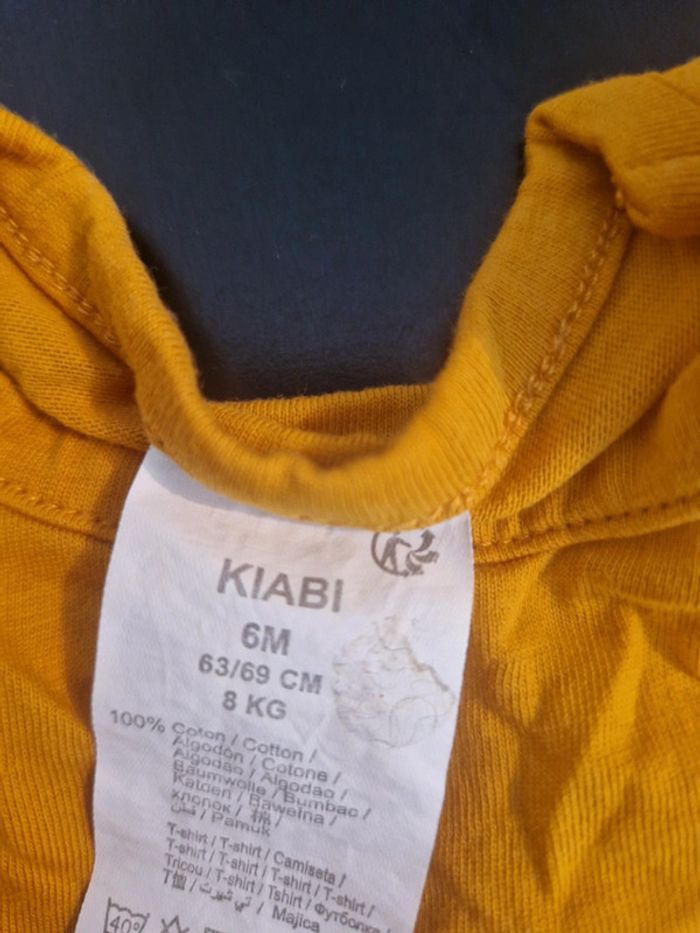 KIABI
6M
63/69 CM
8 KG
100% Coton / Cotton /
Algodón / Cotone /
Algodao / Algodao /
Baumwolle / Bumbac /
Katoen / Bawełna /
хлопок / 棉 /
قطن / Pamuk
T-shirt / T-shirt / Camiseta /
T-shirt / T-shirt / T-shirt / T-shirt /
Tricou / T-shirt / Tshirt / Футболка /
T恤 / تي شيرت / Majica
40°